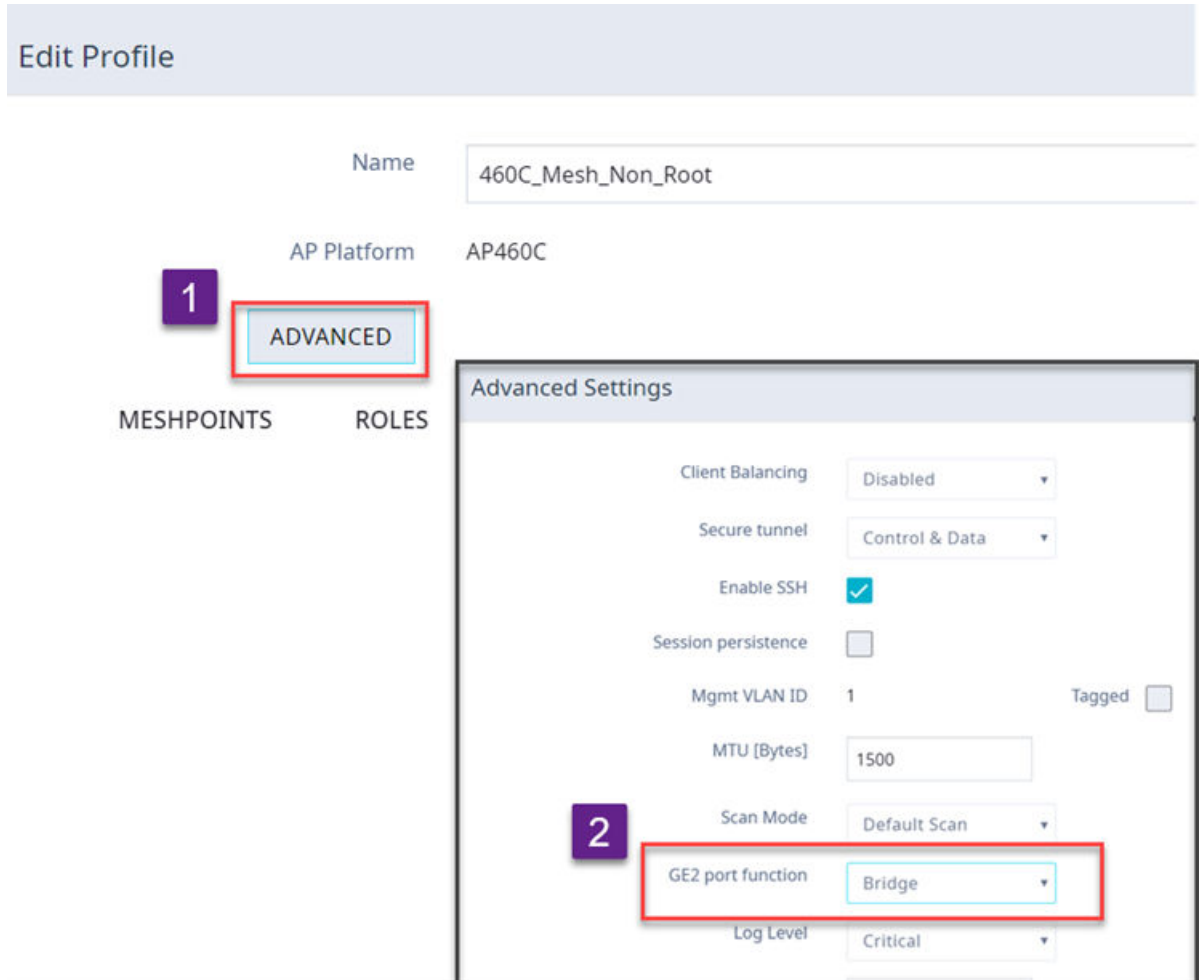 Edit Profile
Name 460C_Mesh_Non_Root
AP Platform AP460C
1
ADVANCED
MESHPOINTS ROLES
Advanced Settings
Client Balancing Disabled
Secure tunnel Control & Data
Enable SSH
Session persistence
Mgmt VLAN ID 1 Tagged
MTU [Bytes] 1500
Scan Mode Default Scan
2
GE2 port function Bridge
Log Level Critical